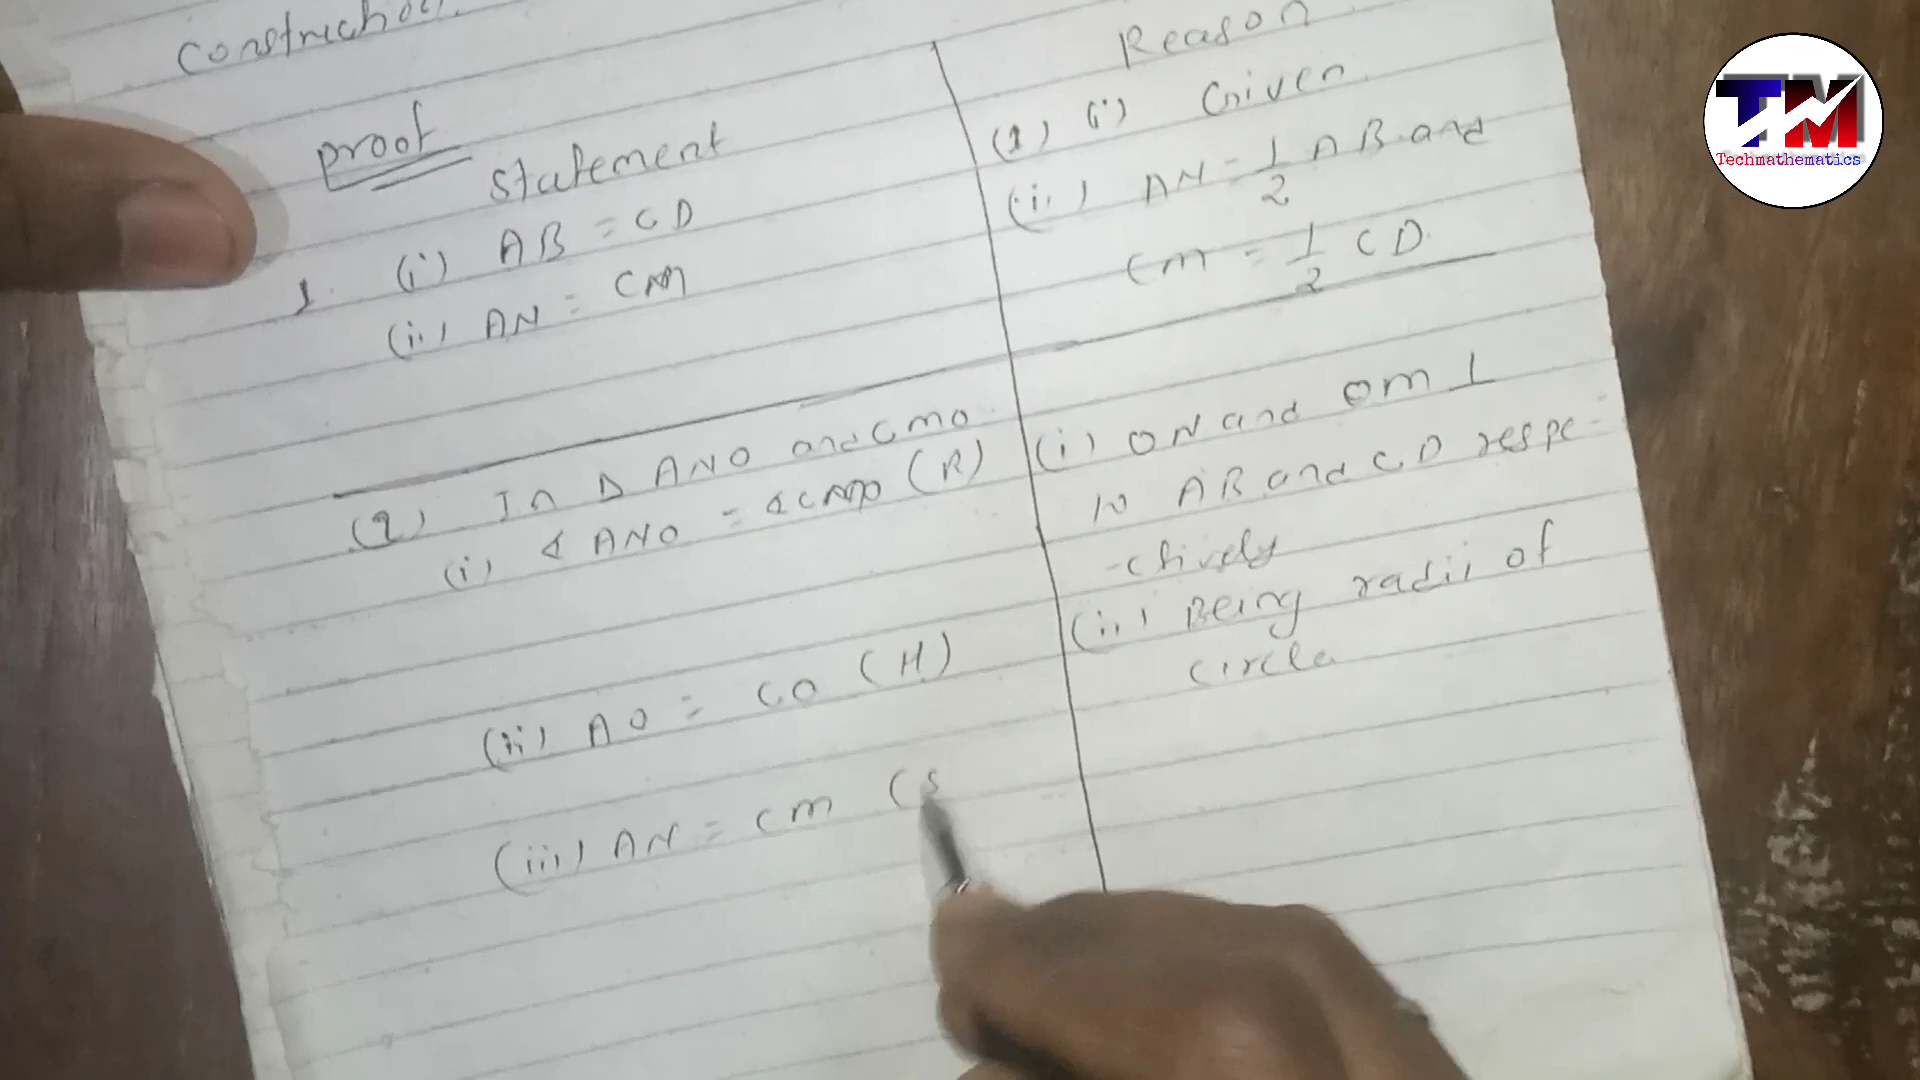 Construction.
Proof
Statement
1. (i) AB = CD
(ii) AN = CM
(2) In Δ ANO and CMO
(i) ∢ ANO = ∢ CMO (R)
(ii) AO = CO (H)
(iii) AN = CM (S
Reason
(1) (i) Given
(ii) AN = 1/2 AB and
CM = 1/2 CD
(i) ON and OM ⊥
to AB and CD respe-
-ctively
(ii) Being radii of
circle
TM
Techmathematics